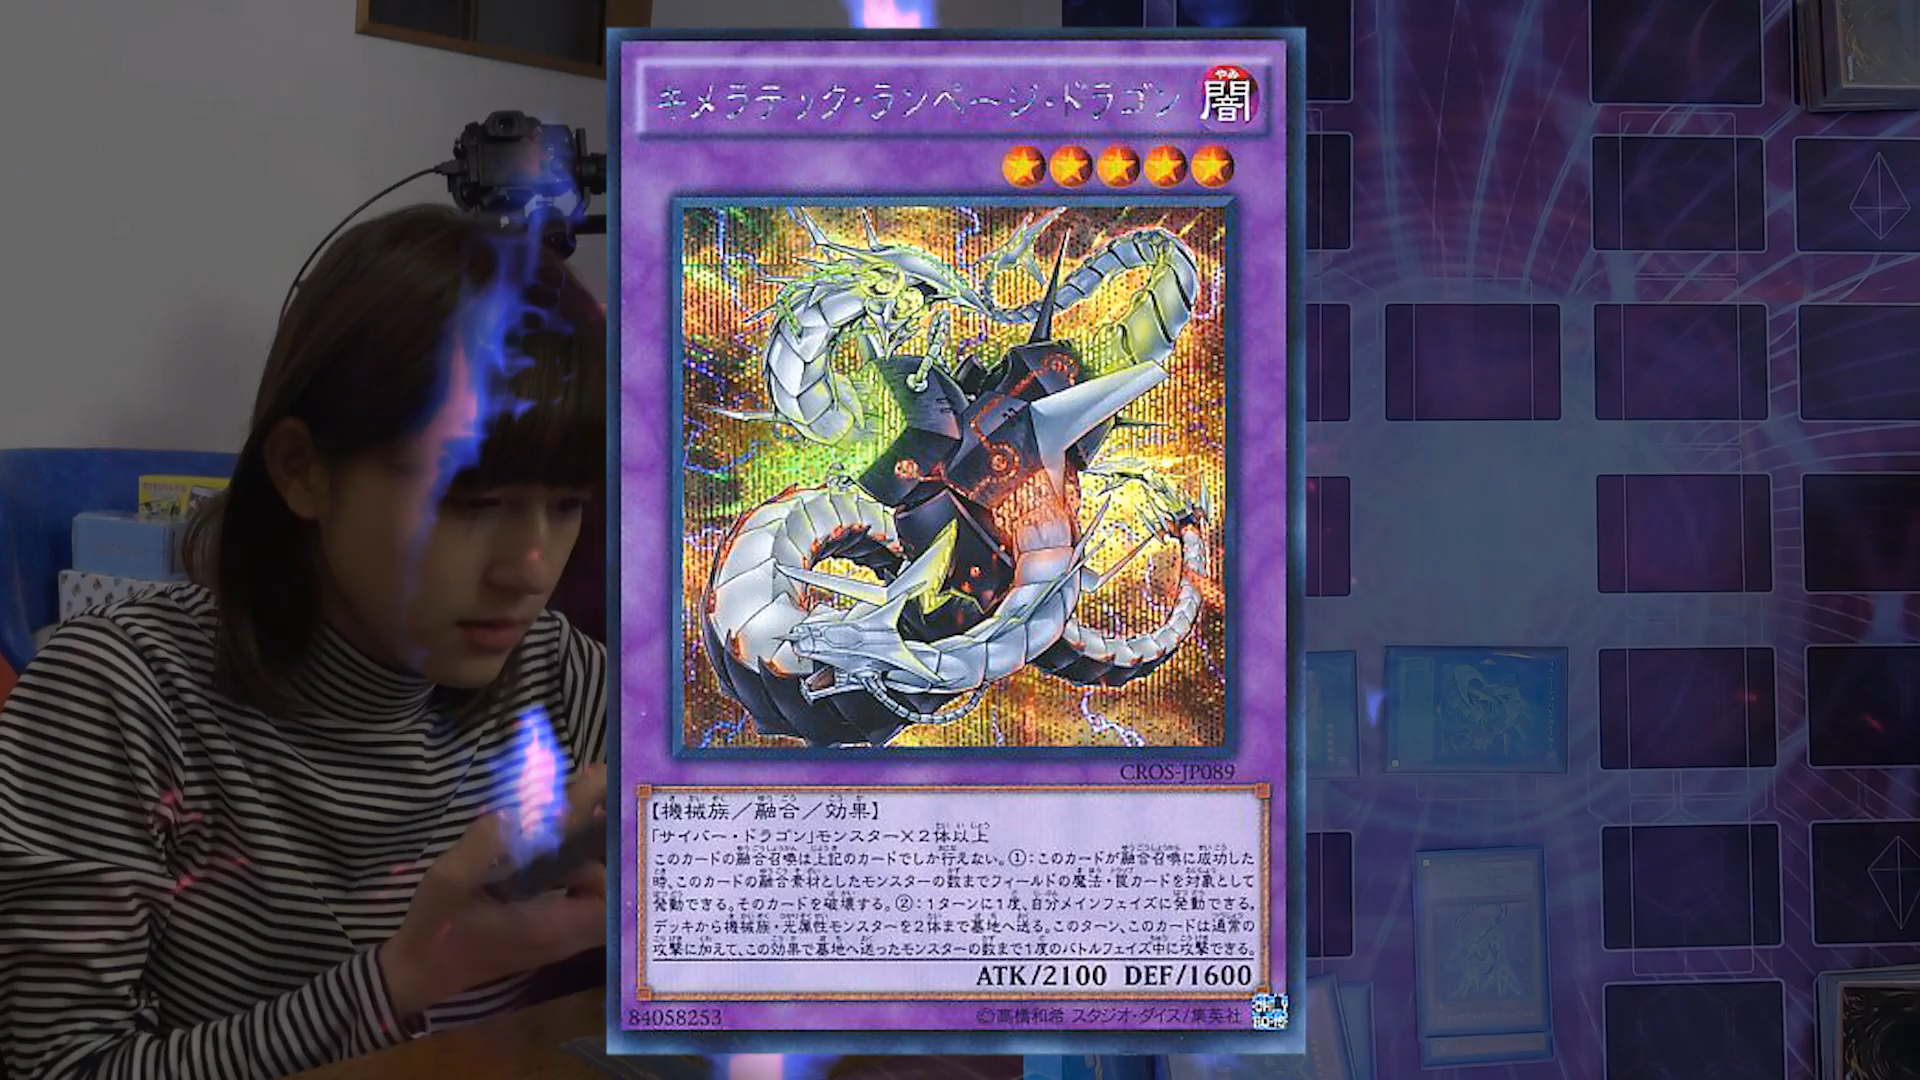 キメラテック・ランページ・ドラゴン
闇
CROS-JP089
【機械族／融合／効果】
「サイバー・ドラゴン」モンスター×２体以上
このカードの融合召喚は上記のカードでしか行えない。①：このカードが融合召喚に成功した
時、このカードの融合素材としたモンスターの数までフィールドの魔法・罠カードを対象として
発動できる。そのカードを破壊する。②：１ターンに１度、自分メインフェイズに発動できる。
デッキから機械族・光属性モンスターを２体まで墓地へ送る。このターン、このカードは通常の
攻撃に加えて、この効果で墓地へ送ったモンスターの数まで１度のバトルフェイズ中に攻撃できる。
ATK/2100 DEF/1600
84058253
©高橋和希 スタジオ・ダイス/集英社